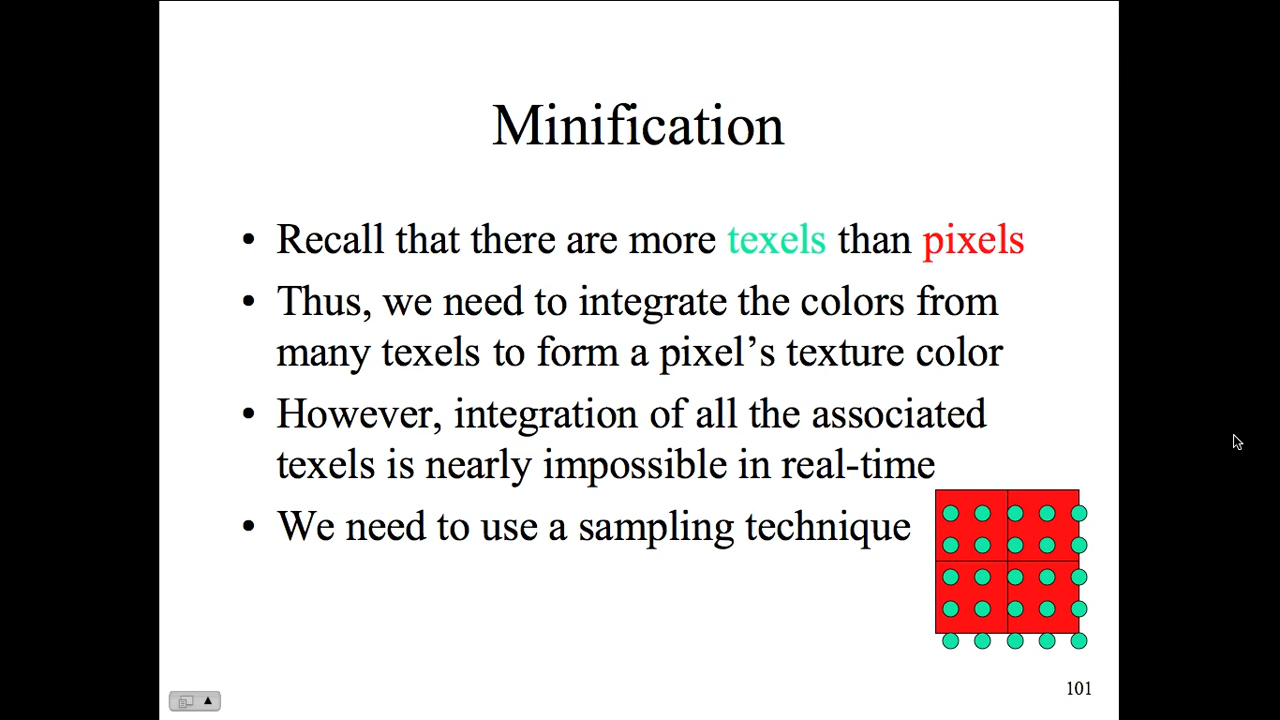 Minification
• Recall that there are more texels than pixels
• Thus, we need to integrate the colors from
many texels to form a pixel’s texture color
• However, integration of all the associated
texels is nearly impossible in real-time
• We need to use a sampling technique
101